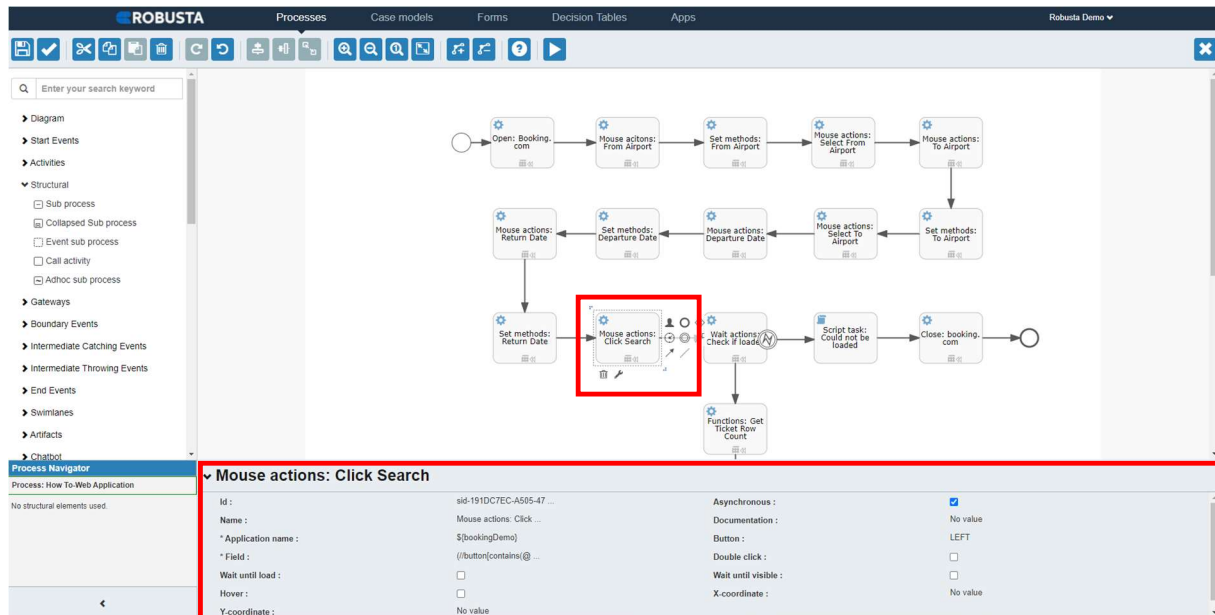 ROBUSTA
Processes
Case models
Forms
Decision Tables
Apps
Robusta Demo
Enter your search keyword
Diagram
Start Events
Activities
Structural
Sub process
Collapsed Sub process
Event sub process
Call activity
Adhoc sub process
Gateways
Boundary Events
Intermediate Catching Events
Intermediate Throwing Events
End Events
Swimlanes
Artifacts
Chatbot
Process Navigator
Process: How To-Web Application
No structural elements used.
Open: Booking.
com
Mouse acitons:
From Airport
Set methods:
From Airport
Mouse actions:
Select From
Airport
Mouse actions:
To Airport
Mouse actions:
Return Date
Set methods:
Departure Date
Mouse actions:
Departure Date
Mouse actions:
Select To
Airport
Set methods:
To Airport
Set methods:
Return Date
Mouse actions:
Click Search
Wait actions:
Check if loaded
Script task:
Could not be
loaded
Close: booking.
com
Functions: Get
Ticket Row
Count
Mouse actions: Click Search
Id : sid-191DC7EC-A505-47 ...
Asynchronous :
Name : Mouse actions: Click ...
Documentation : No value
* Application name : ${bookingDemo}
Button : LEFT
* Field : (//button[contains(@ ...
Double click :
Wait until load :
Wait until visible :
Hover :
X-coordinate : No value
Y-coordinate : No value